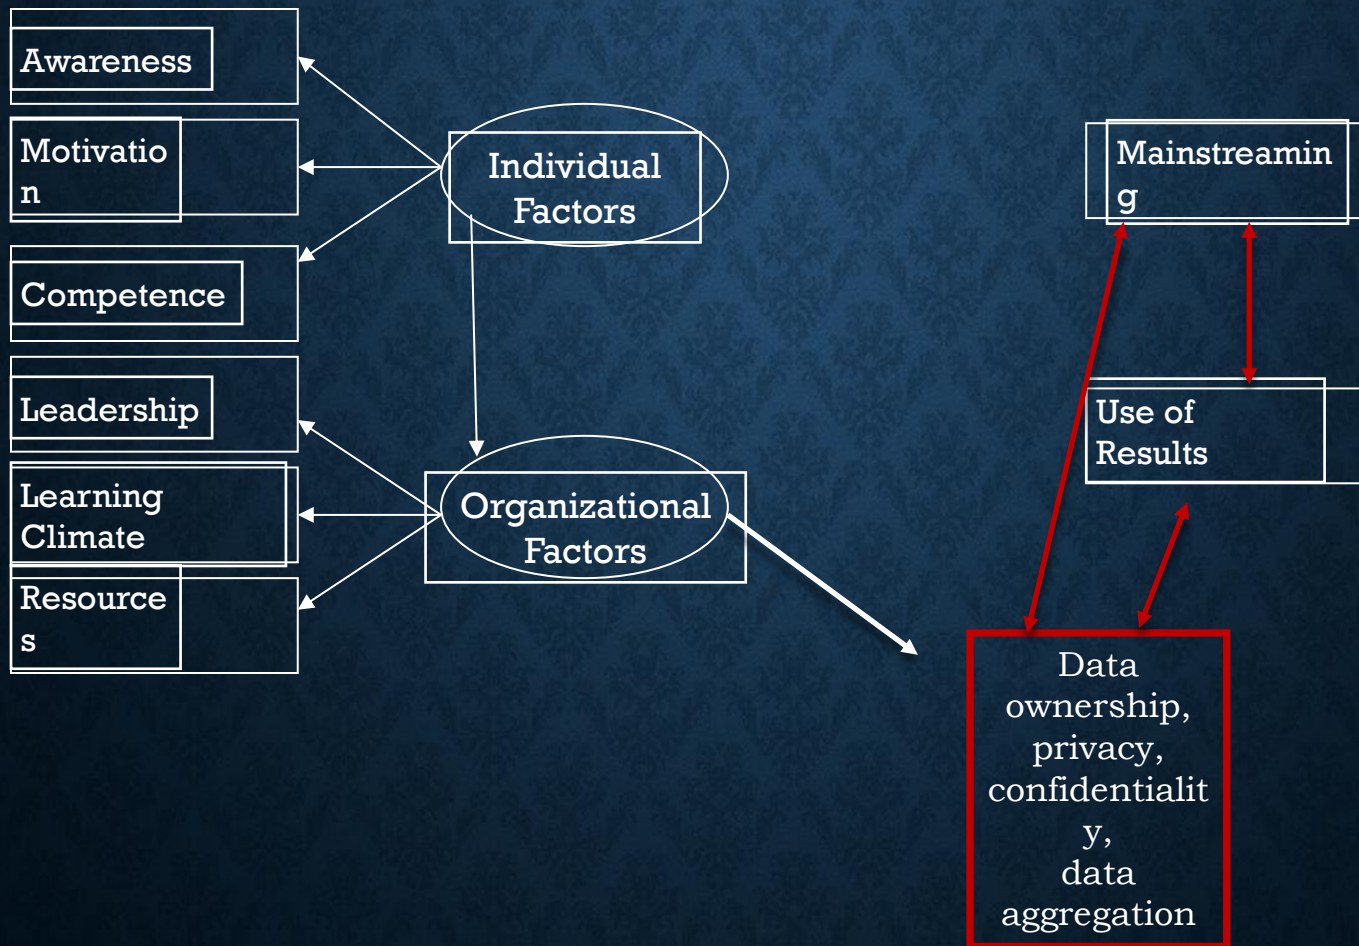 Awareness
Motivatio
n
Competence
Leadership
Learning
Climate
Resource
s
Individual
Factors
Organizational
Factors
Mainstreamin
g
Use of
Results
Data
ownership,
privacy,
confidentialit
y,
data
aggregation